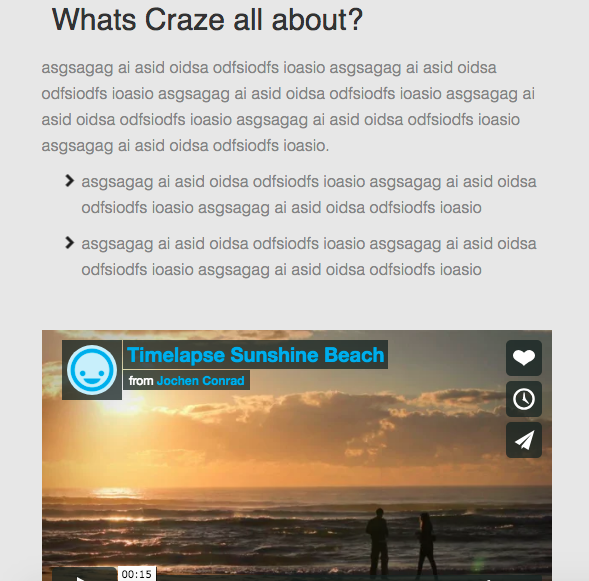 Whats Craze all about?
asgsagag ai asid oidsa odfsiodfs ioasio asgsagag ai asid oidsa
odfsiodfs ioasio asgsagag ai asid oidsa odfsiodfs ioasio asgsagag ai
asid oidsa odfsiodfs ioasio asgsagag ai asid oidsa odfsiodfs ioasio
asgsagag ai asid oidsa odfsiodfs ioasio.
asgsagag ai asid oidsa odfsiodfs ioasio asgsagag ai asid oidsa
odfsiodfs ioasio asgsagag ai asid oidsa odfsiodfs ioasio
asgsagag ai asid oidsa odfsiodfs ioasio asgsagag ai asid oidsa
odfsiodfs ioasio asgsagag ai asid oidsa odfsiodfs ioasio
Timelapse Sunshine Beach
from Jochen Conrad
00:15